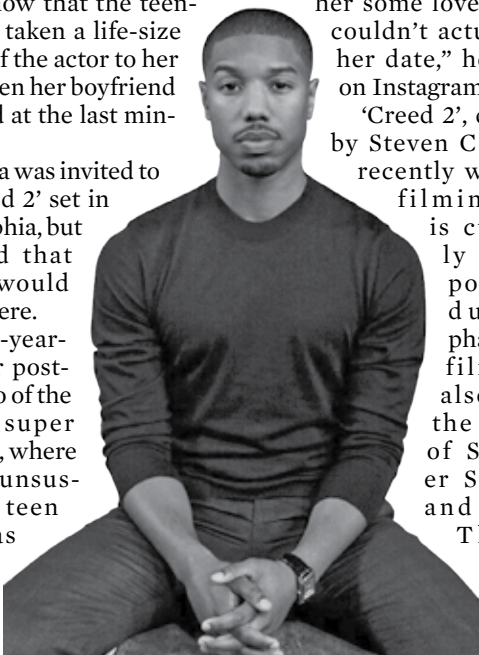 ow that the teen-
taken a life-size
f the actor to her
en her boyfriend
d at the last min-
a was invited to
d 2’ set in
phia, but
d that
would
ere.
-year-
r post-
o of the
super
, where
unsus-
teen
her some love
couldn’t actu
her date,” he
on Instagram
‘Creed 2’,
by Steven C
recently w
filmin
is c
ly
po
du
pha
fil
also
the
of S
er S
and
T